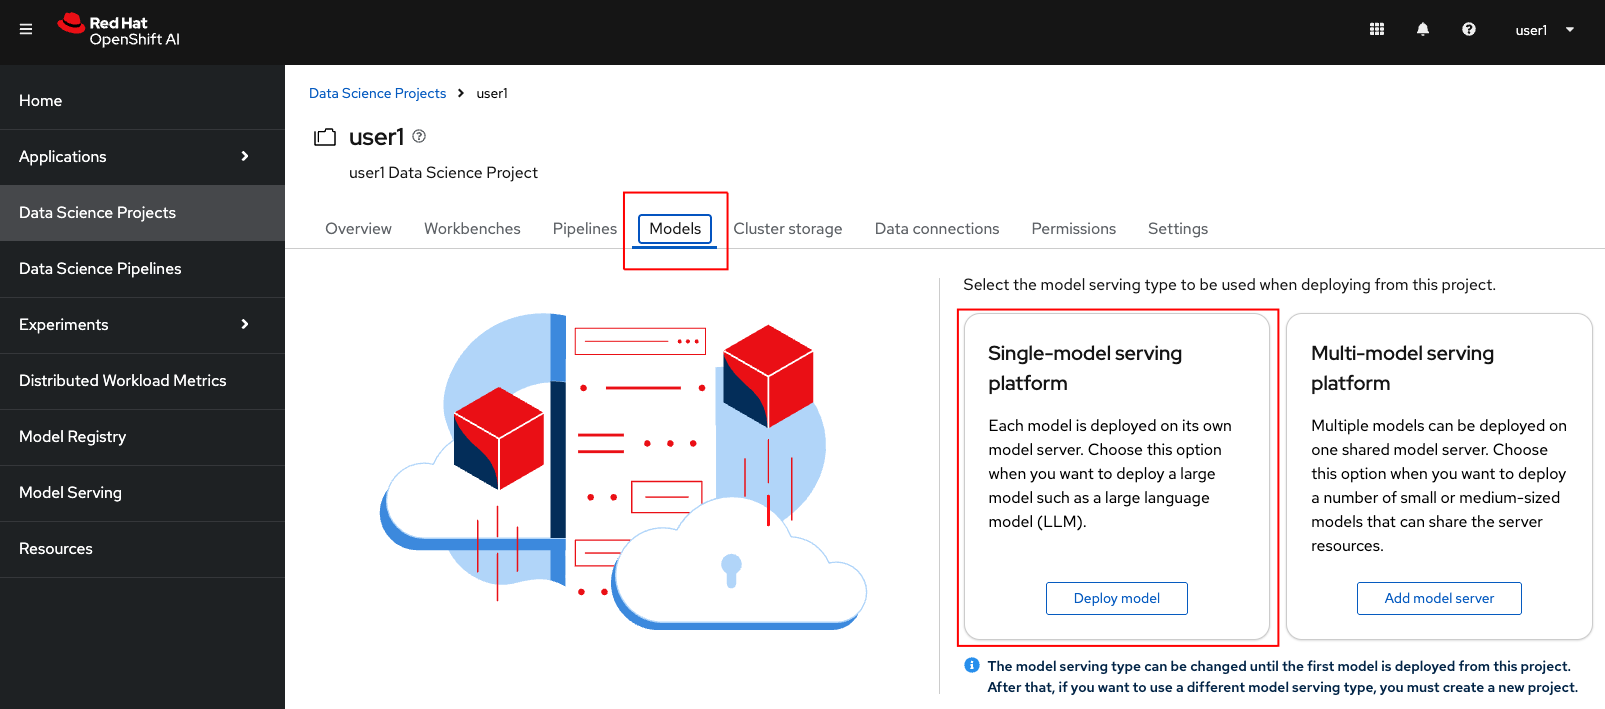 Red Hat
OpenShift AI
user1
Home
Applications
Data Science Projects
Data Science Pipelines
Experiments
Distributed Workload Metrics
Model Registry
Model Serving
Resources
Data Science Projects > user1
user1
user1 Data Science Project
Overview Workbenches Pipelines Models Cluster storage Data connections Permissions Settings
Select the model serving type to be used when deploying from this project.
Single-model serving
platform
Each model is deployed on its own
model server. Choose this option
when you want to deploy a large
model such as a large language
model (LLM).
Deploy model
Multi-model serving
platform
Multiple models can be deployed on
one shared model server. Choose
this option when you want to deploy
a number of small or medium-sized
models that can share the server
resources.
Add model server
The model serving type can be changed until the first model is deployed from this project.
After that, if you want to use a different model serving type, you must create a new project.